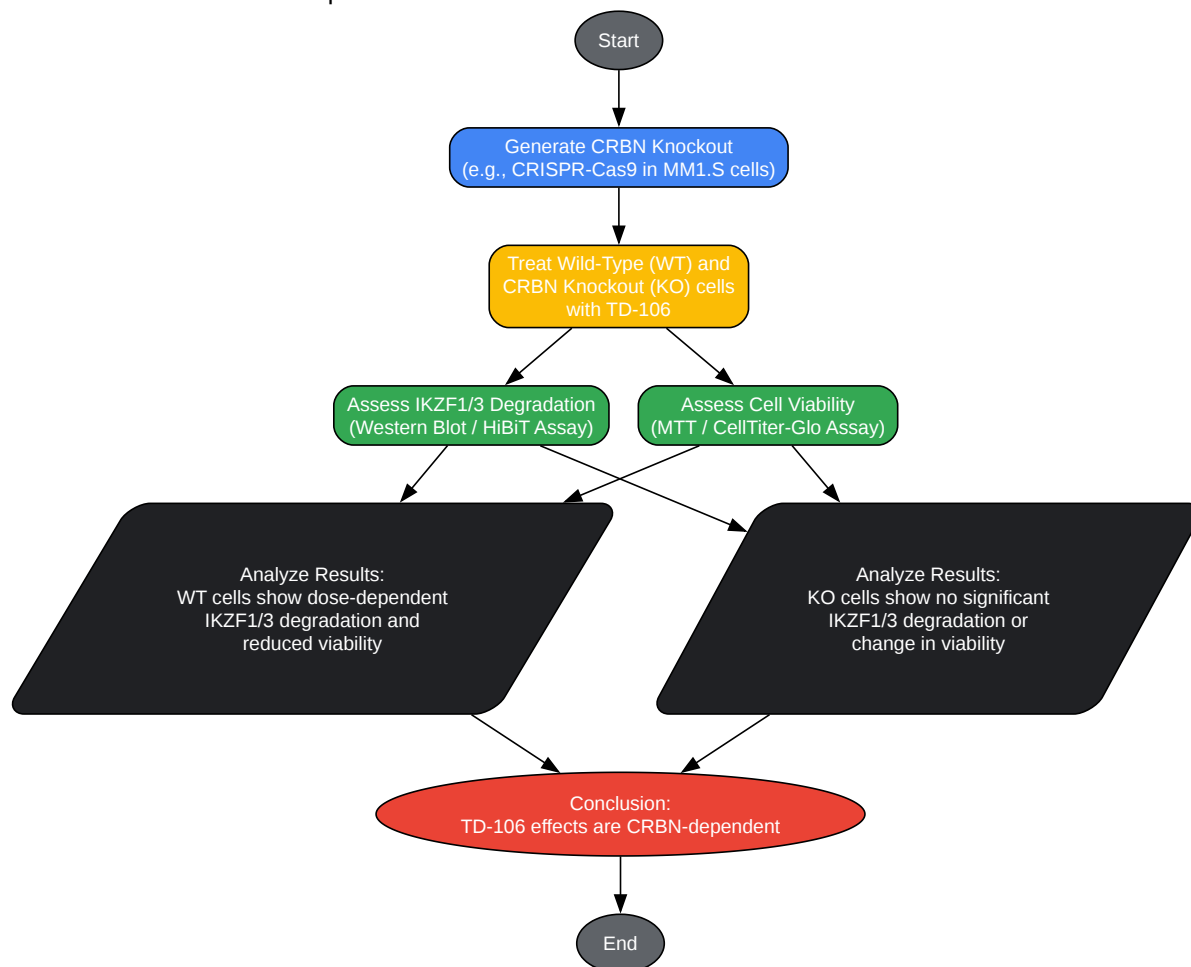 Start
Generate CRBN Knockout
(e.g., CRISPR-Cas9 in MM1.S cells)
Treat Wild-Type (WT) and
CRBN Knockout (KO) cells
with TD-106
Assess IKZF1/3 Degradation
(Western Blot / HiBiT Assay)
Assess Cell Viability
(MTT / CellTiter-Glo Assay)
Analyze Results:
WT cells show dose-dependent
IKZF1/3 degradation and
reduced viability
Analyze Results:
KO cells show no significant
IKZF1/3 degradation or
change in viability
Conclusion:
TD-106 effects are CRBN-dependent
End